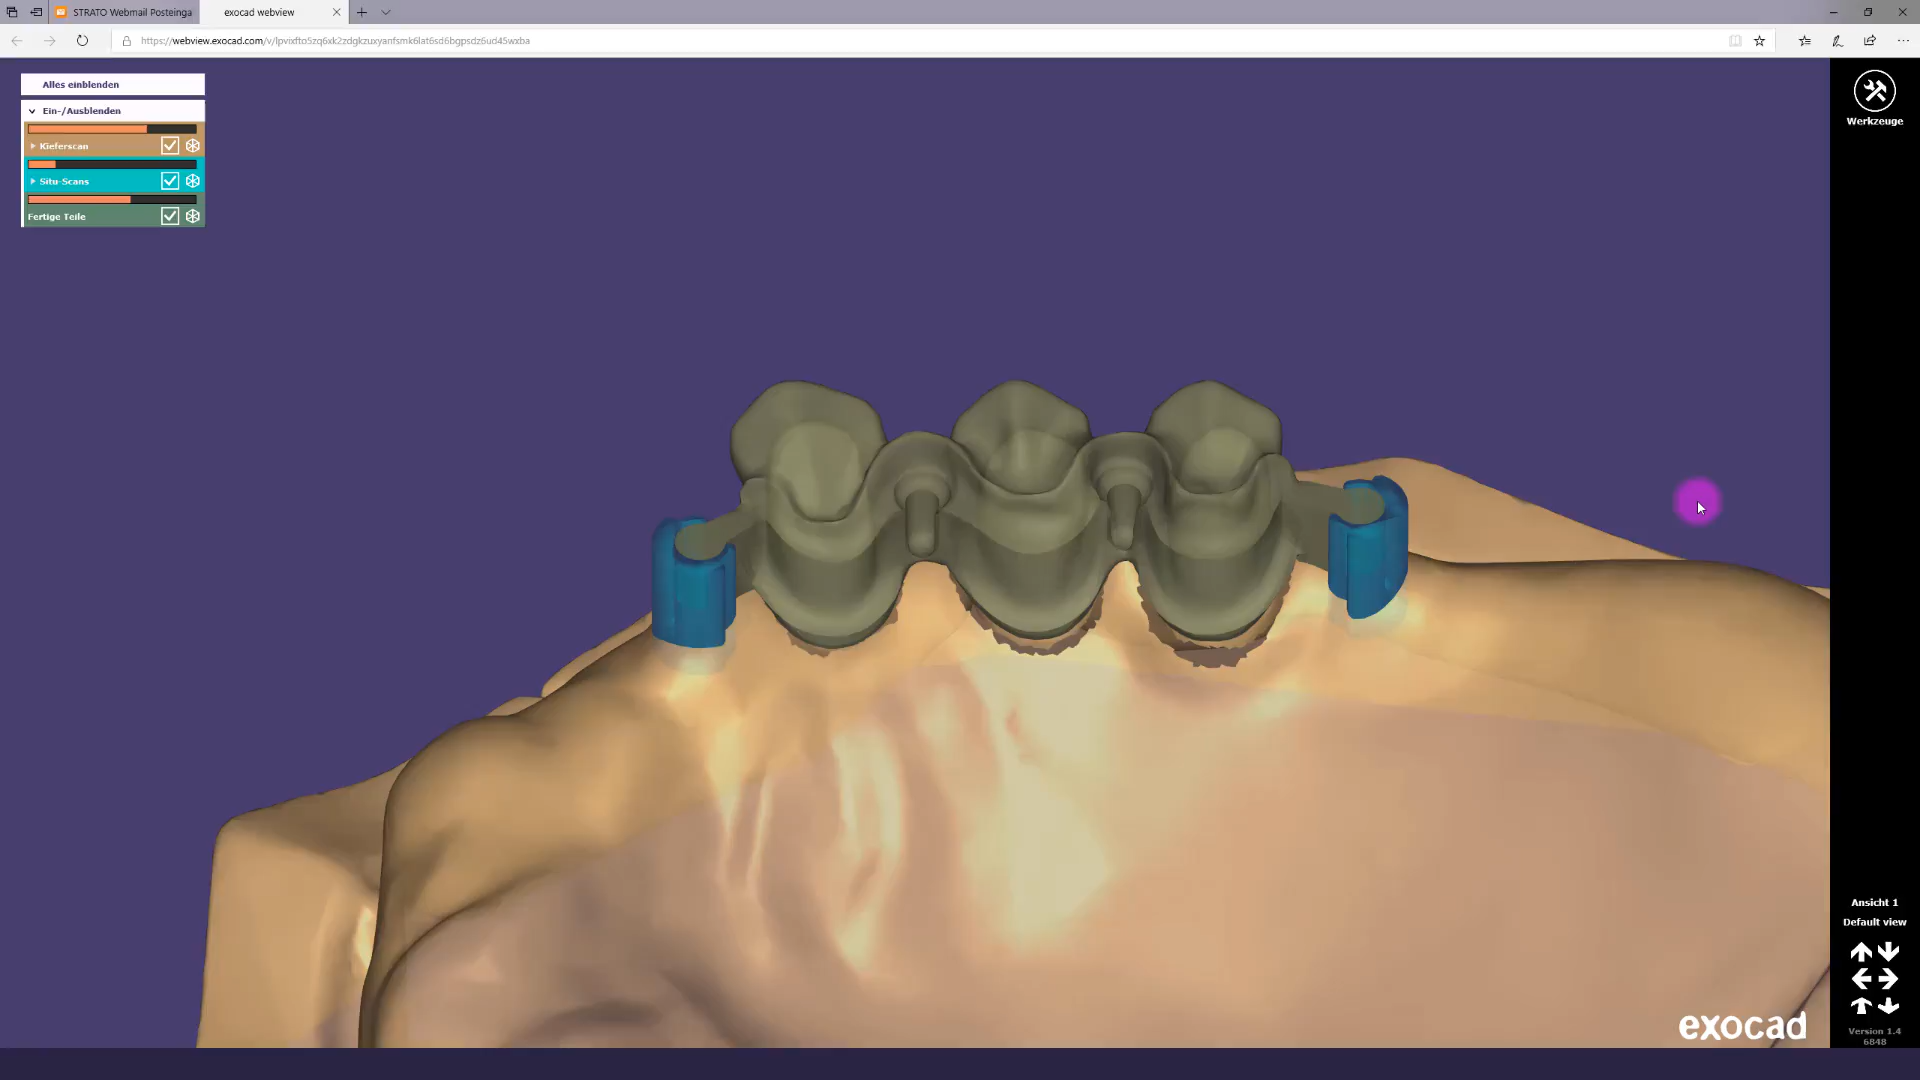 STRATO Webmail Posteinga
exocad webview
https://webview.exocad.com/v/lpvixfto5zq6xk2zdgkzuxyanfsmk6lat6sd6bgpsdz6ud45wxba
Alles einblenden
Ein-/Ausblenden
Kieferscan
Situ-Scans
Fertige Teile
Werkzeuge
Ansicht 1
Default view
exocad
Version 1.4
6848